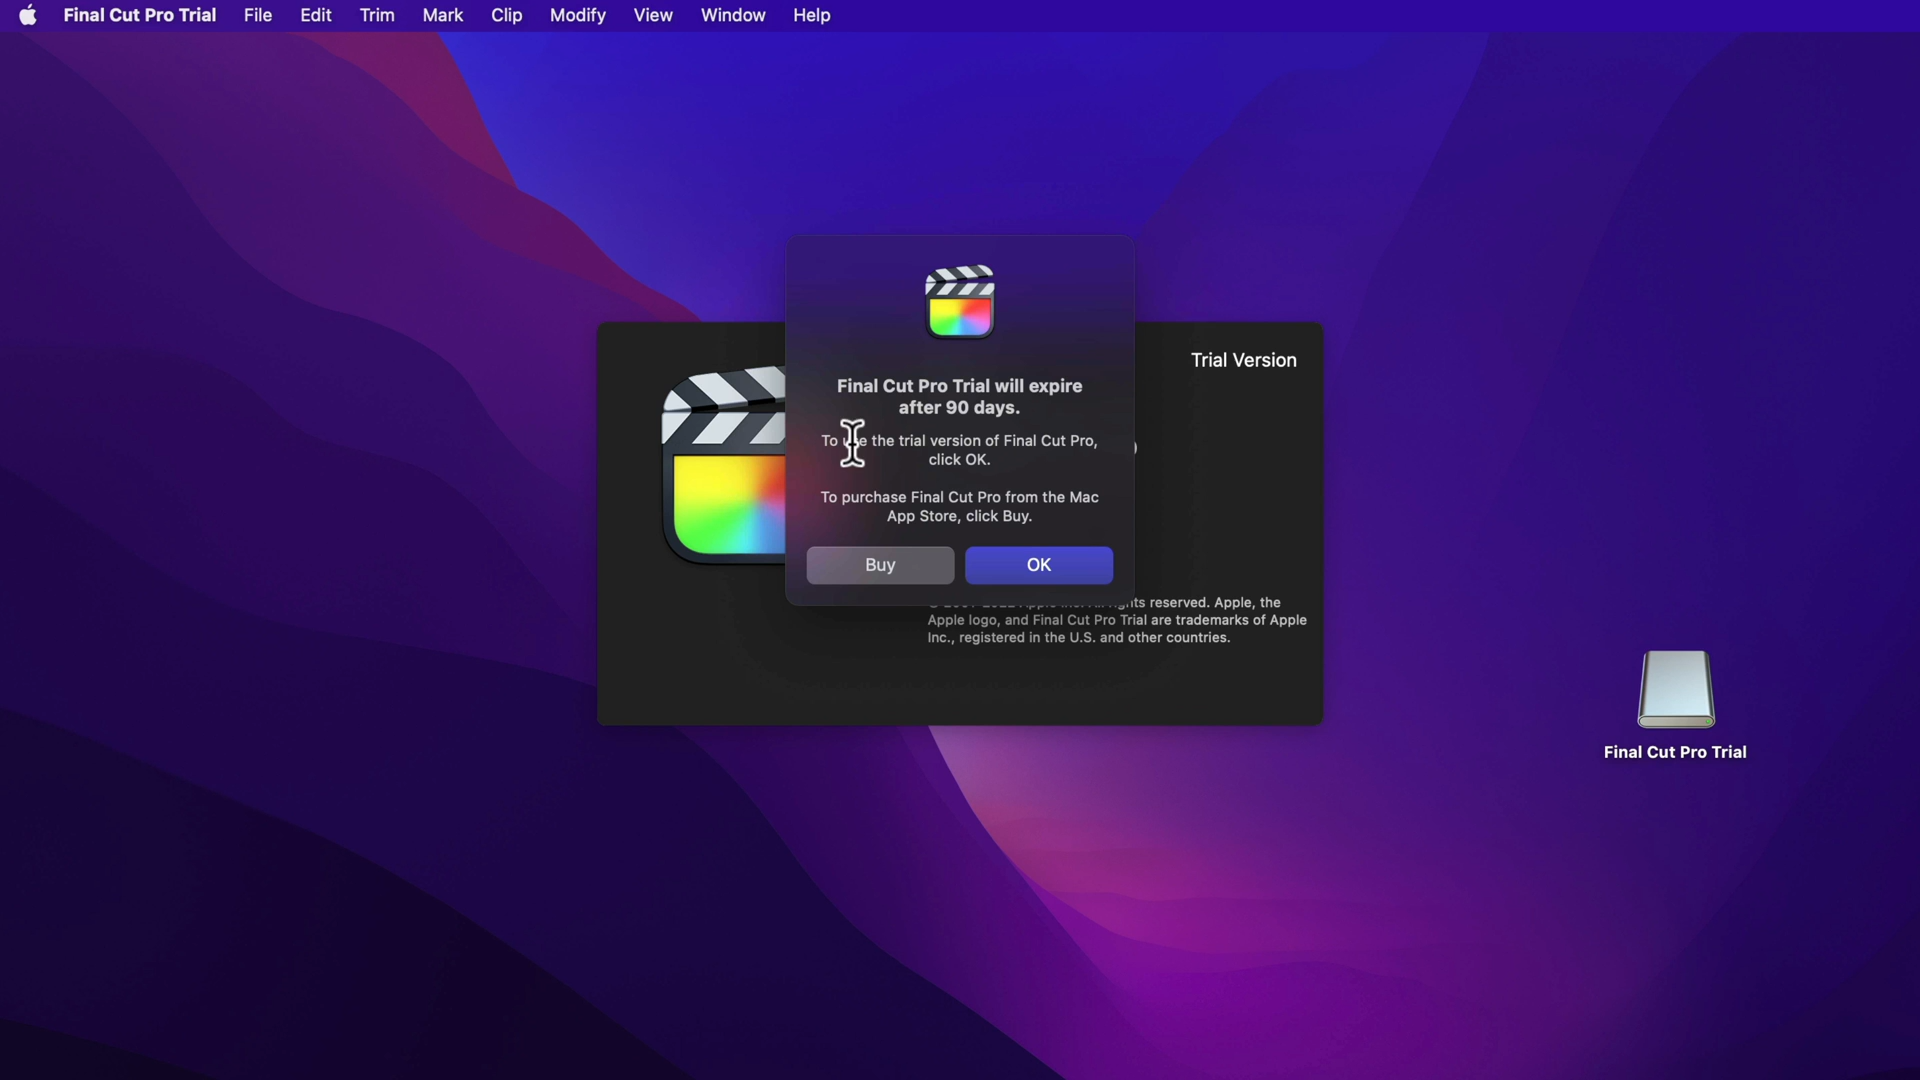 Final Cut Pro Trial File Edit Trim Mark Clip Modify View Window Help
Trial Version
Final Cut Pro Trial will expire
after 90 days.
To the trial version of Final Cut Pro,
click OK.
To purchase Final Cut Pro from the Mac
App Store, click Buy.
Buy OK
reserved. Apple, the
Apple logo, and Final Cut Pro Trial are trademarks of Apple
Inc., registered in the U.S. and other countries.
Final Cut Pro Trial